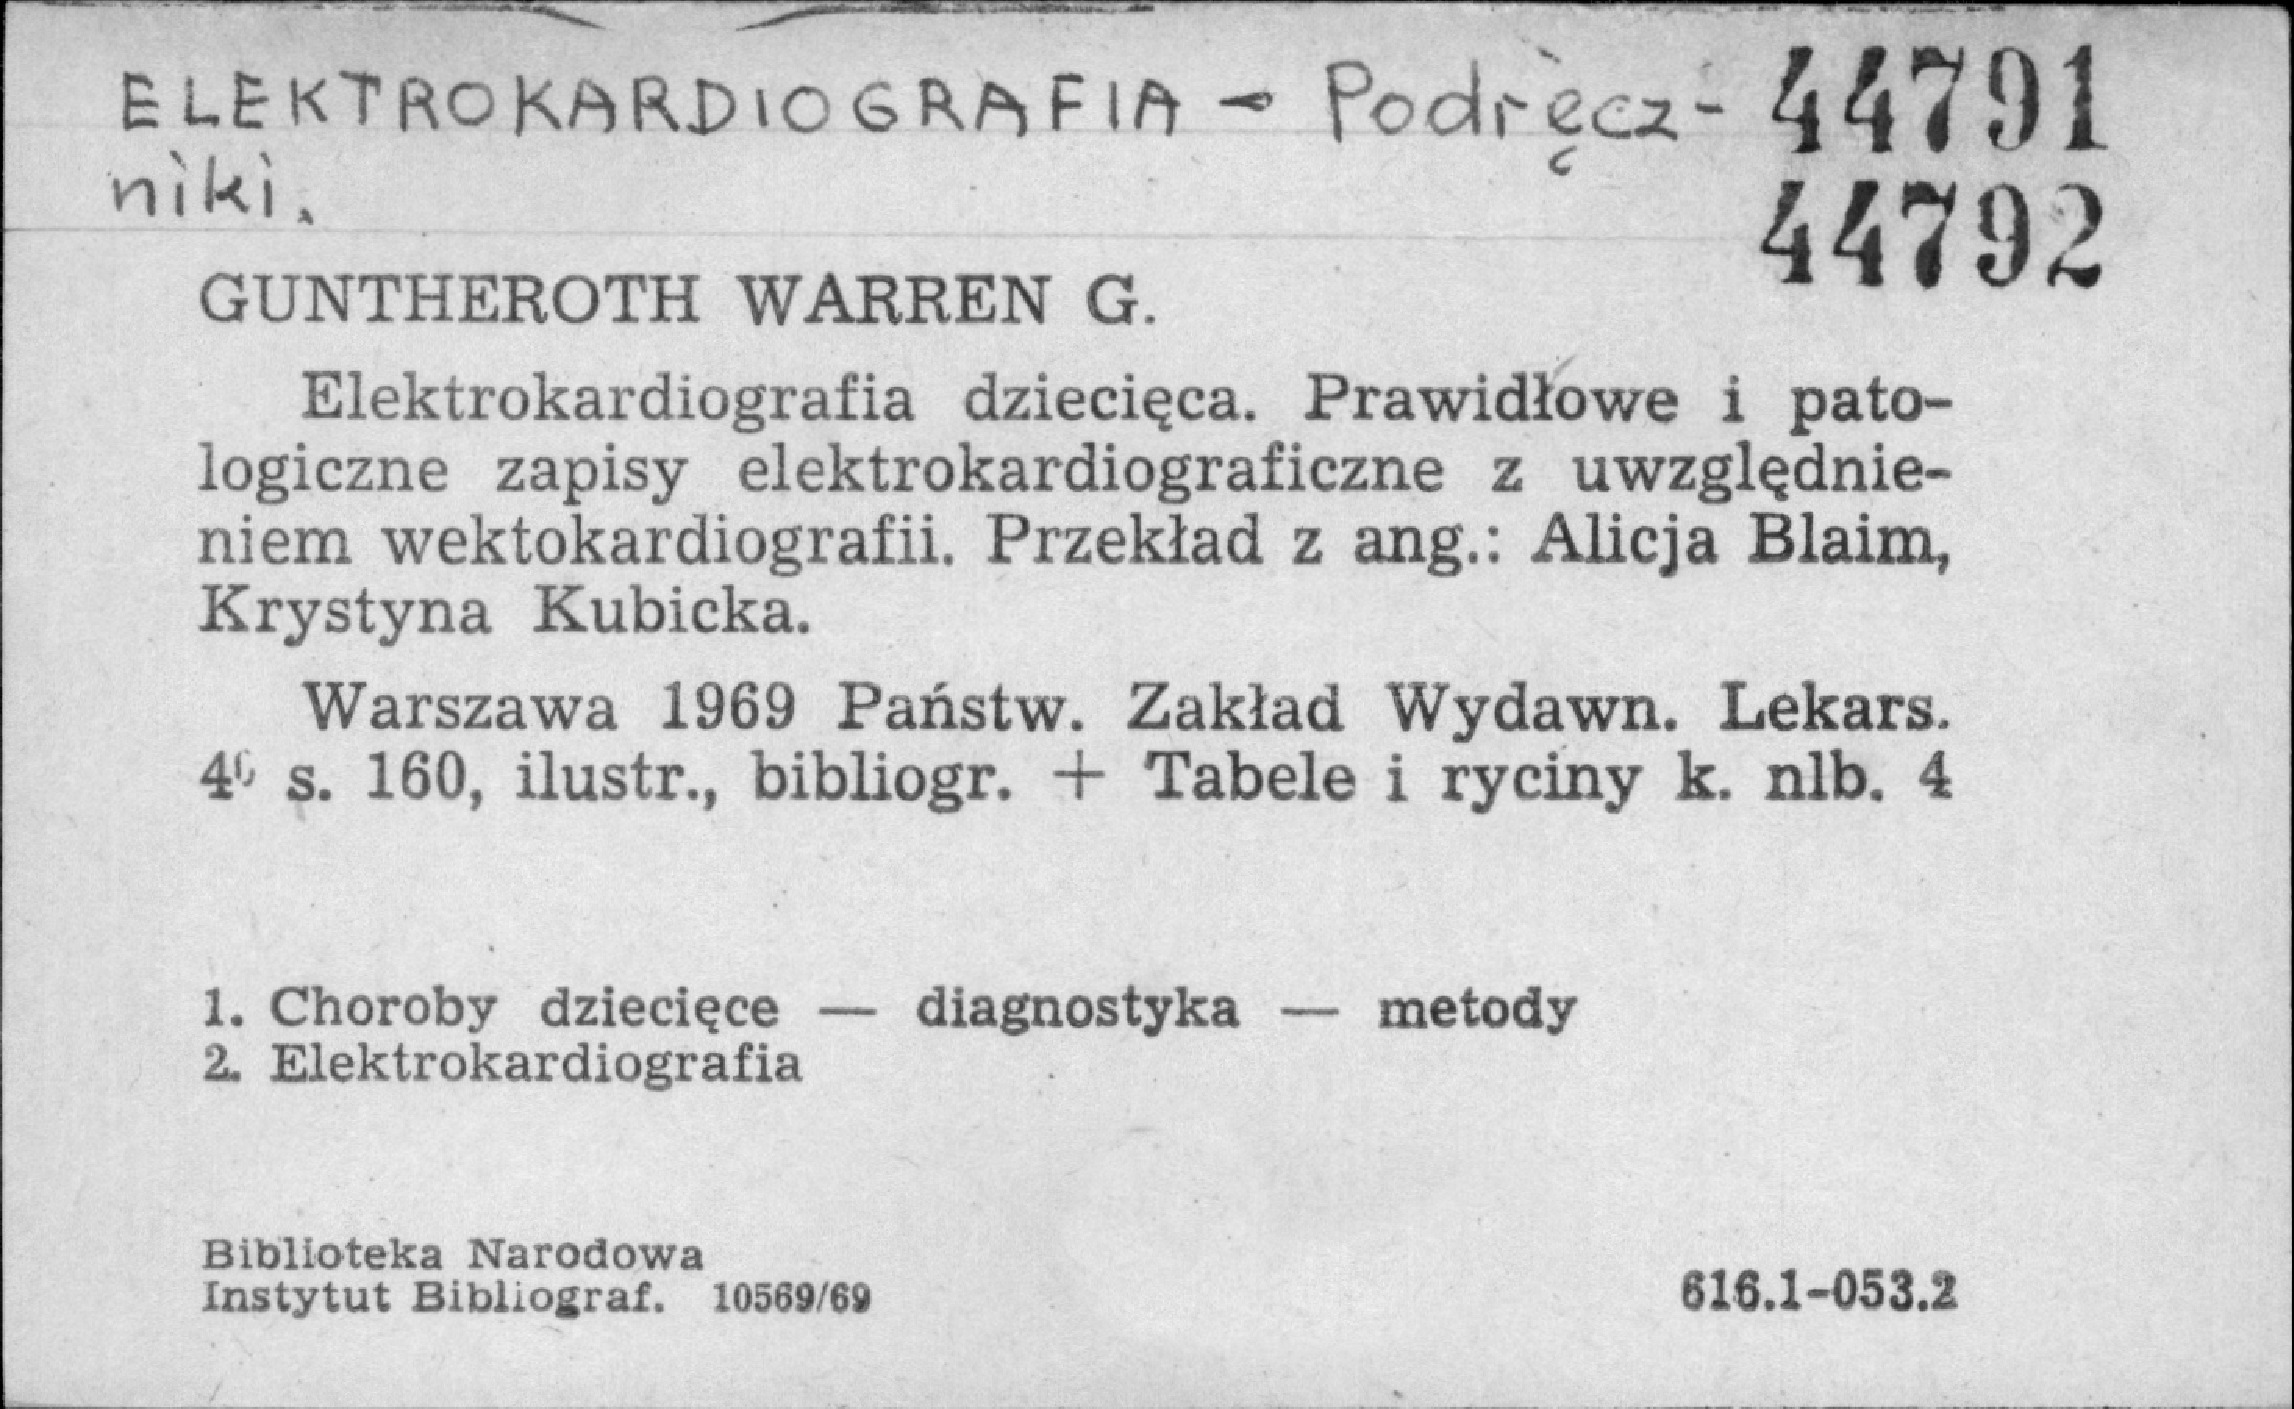 ELEKTROKARDIOGRAFIA - Podręcz- 44791
niki. 44792
GUNTHEROTH WARREN G.
Elektrokardiografia dziecięca. Prawidłowe i pato-
logiczne zapisy elektrokardiograficzne z uwzględnie-
niem wektokardiografii. Przekład z ang.: Alicja Blaim,
Krystyna Kubicka.
Warszawa 1969 Państw. Zakład Wydawn. Lekars.
4⁰ s. 160, ilustr., bibliogr. + Tabele i ryciny k. nlb. 4
1. Choroby dziecięce — diagnostyka — metody
2. Elektrokardiografia
Biblioteka Narodowa
Instytut Bibliograf. 10569/69 616.1-053.2